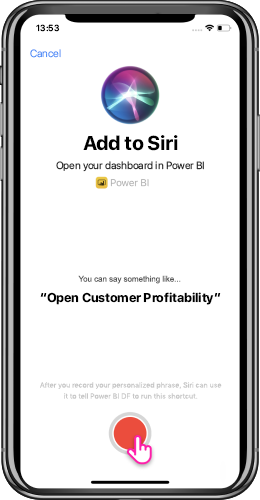 13:53
Cancel
Add to Siri
Open your dashboard in Power BI
Power BI
You can say something like...
"Open Customer Profitability"
After you record your personalized phrase, Siri can use
it to tell Power BI DF to run this shortcut.